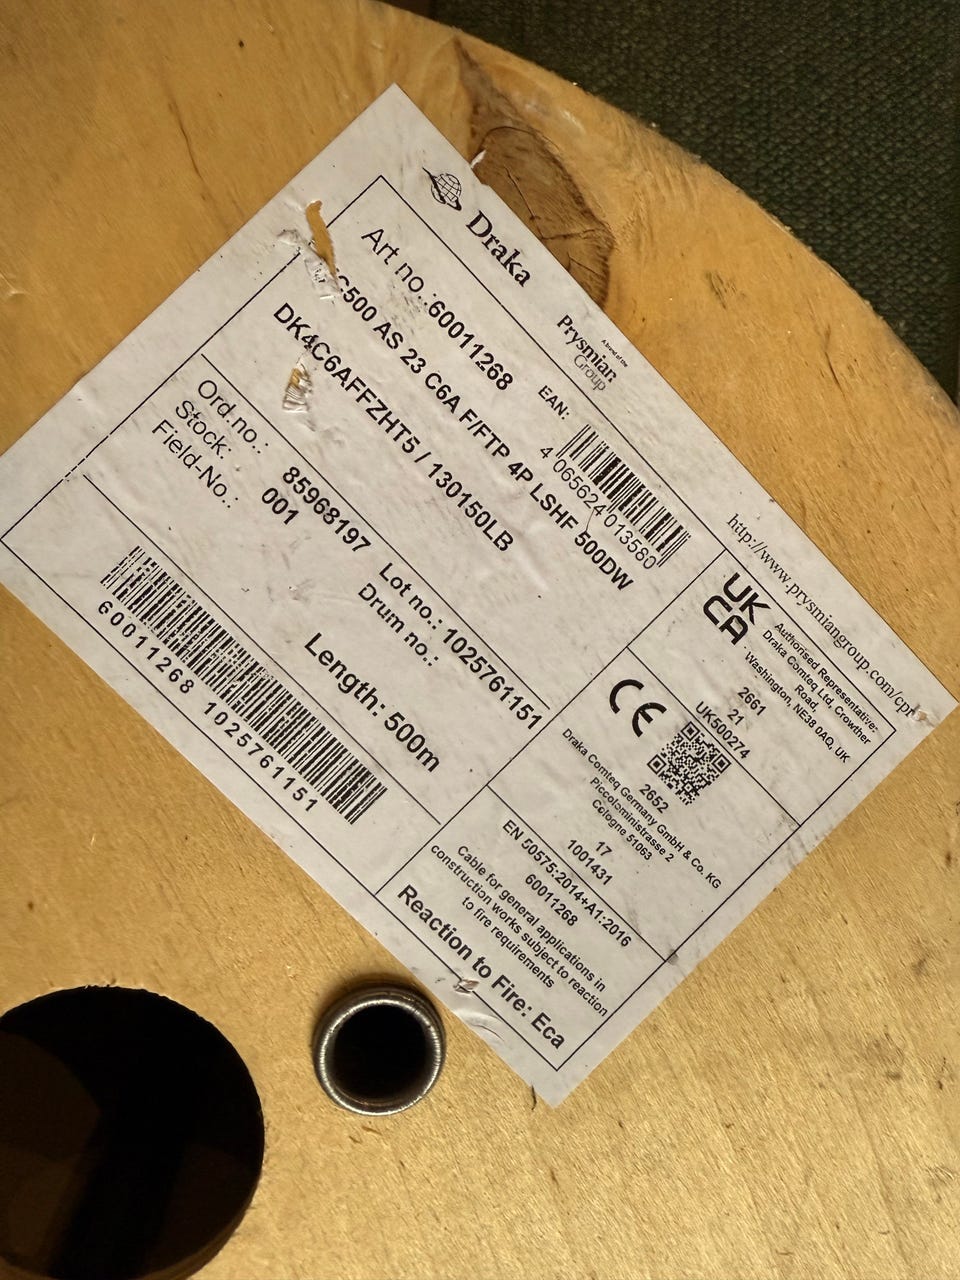 Draka
A brand of the
Prysmian
Group
http://www.prysmiangroup.com/cpr
Art no.:60011268
EAN:
4 065624 013580
C500 AS 23 C6A F/FTP 4P LSHF 500DW
DK4C6AFFZHT5 / 130150LB
Ord.no.: 85968197
Stock: 001
Field-No.:
Lot no.: 1025761151
Drum no.:
Length: 500m
60011268 1025761151
UK
CA
Authorised Representative:
Draka Comteq Ltd, Crowther
Road,
Washington, NE38 0AQ, UK
2661
21
UK500274
CE
2652
Draka Comteq Germany GmbH & Co. KG
Piccoloministrasse 2
Cologne 51063
17
1001431
EN 50575:2014+A1:2016
60011268
Cable for general applications in
construction works subject to reaction
to fire requirements
Reaction to Fire: Eca